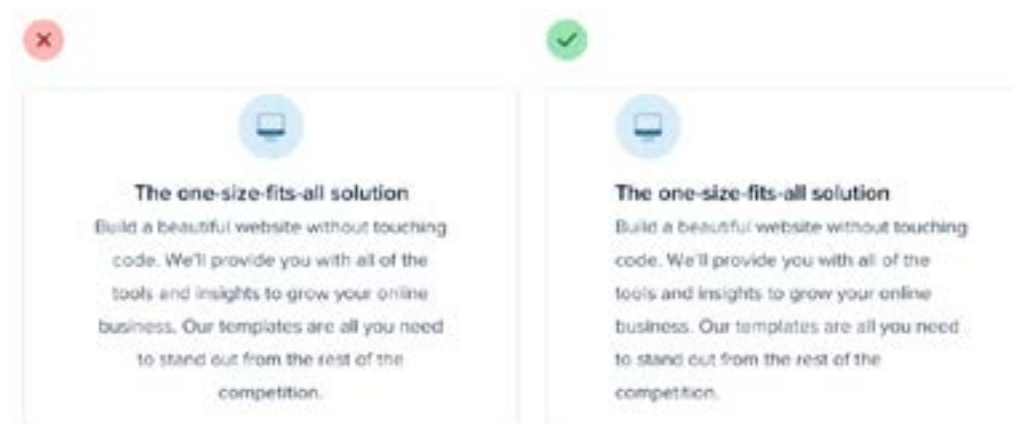 The one-size-fits-all solution
Build a beautiful website without touching
code. We'll provide you with all of the
tools and insights to grow your online
business. Our templates are all you need
to stand out from the rest of the
competition.
The one-size-fits-all solution
Build a beautiful website without touching
code. We'll provide you with all of the
tools and insights to grow your online
business. Our templates are all you need
to stand out from the rest of the
competition.